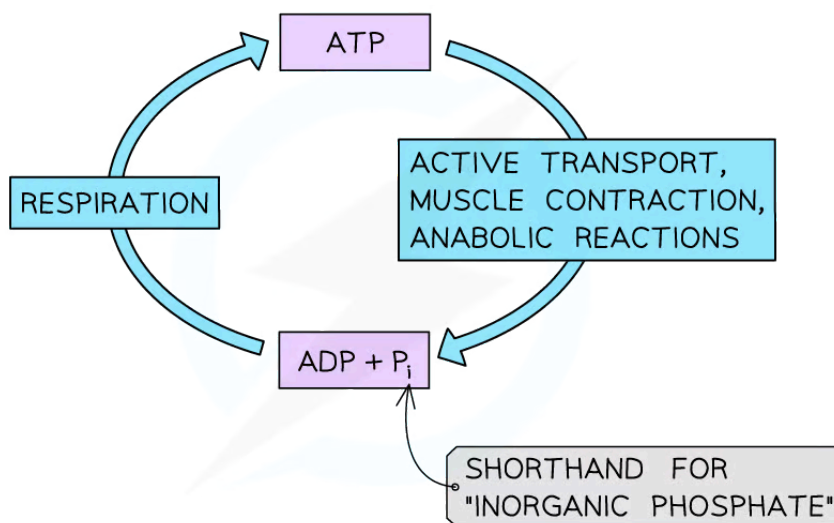 ATP
RESPIRATION
ACTIVE TRANSPORT,
MUSCLE CONTRACTION,
ANABOLIC REACTIONS
ADP + Pi
SHORTHAND FOR
"INORGANIC PHOSPHATE"